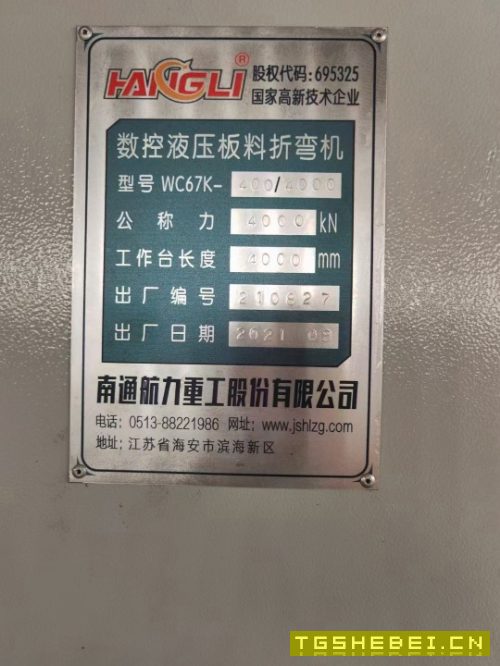 HANGLI® 股权代码:695325
国家高新技术企业
数控液压板料折弯机
型号 WC67K- 400/4000
公称力 4000 kN
工作台长度 4000 mm
出厂编号 210827
出厂日期 2021 08
南通航力重工股份有限公司
电话: 0513-88221986 网址: www.jshlzg.com
地址: 江苏省海安市滨海新区
TGSHEBEI.CN